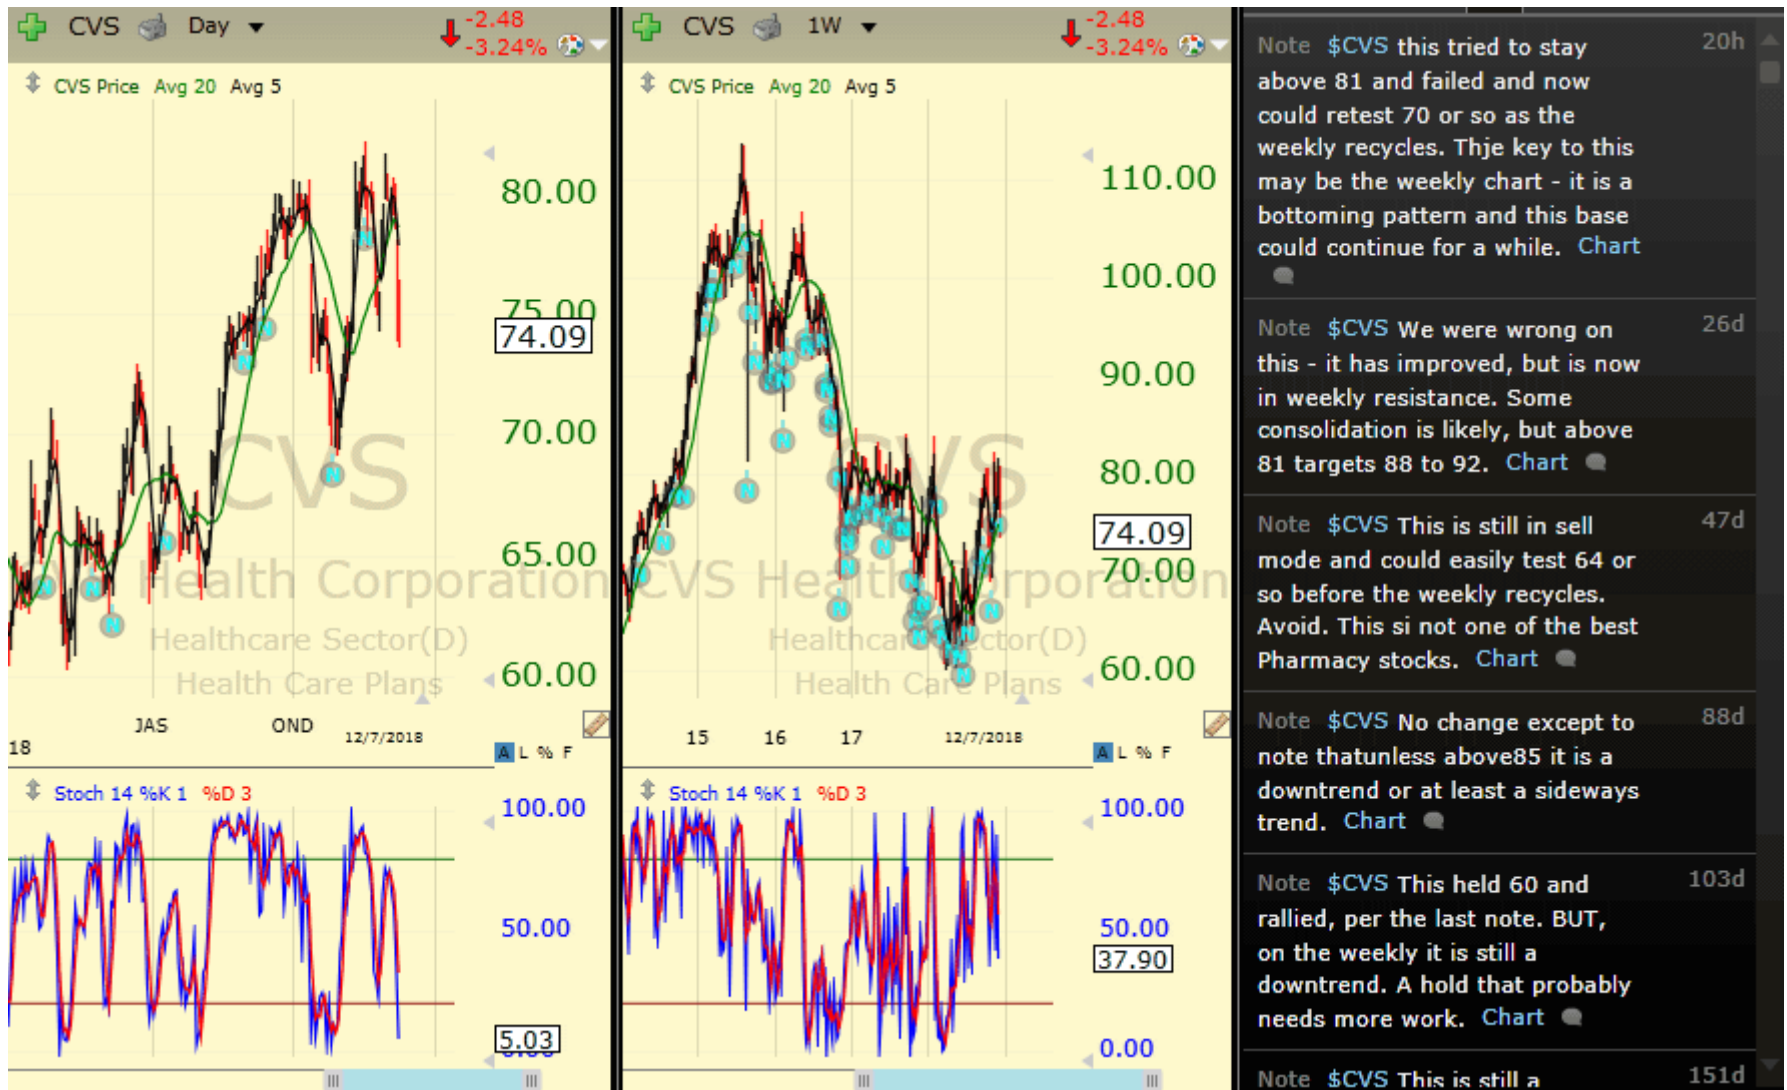 CVS Day -2.48
-3.24%
CVS Price Avg 20 Avg 5
80.00
75.00
74.09
70.00
65.00
60.00
CVS
Health Corporation
Healthcare Sector(D)
Health Care Plans
18 JAS OND 12/7/2018
A L % F
Stoch 14 %K 1 %D 3
100.00
50.00
5.03
CVS 1W -2.48
-3.24%
CVS Price Avg 20 Avg 5
110.00
100.00
90.00
80.00
74.09
70.00
60.00
CVS
CVS Health Corporation
Healthcare Sector(D)
Health Care Plans
15 16 17 12/7/2018
A L % F
Stoch 14 %K 1 %D 3
100.00
50.00
37.90
0.00
Note $CVS this tried to stay 20h
above 81 and failed and now
could retest 70 or so as the
weekly recycles. Thje key to this
may be the weekly chart - it is a
bottoming pattern and this base
could continue for a while. Chart
Note $CVS We were wrong on 26d
this - it has improved, but is now
in weekly resistance. Some
consolidation is likely, but above
81 targets 88 to 92. Chart
Note $CVS This is still in sell 47d
mode and could easily test 64 or
so before the weekly recycles.
Avoid. This si not one of the best
Pharmacy stocks. Chart
Note $CVS No change except to 88d
note thatunless above85 it is a
downtrend or at least a sideways
trend. Chart
Note $CVS This held 60 and 103d
rallied, per the last note. BUT,
on the weekly it is still a
downtrend. A hold that probably
needs more work. Chart
Note $CVS This is still a 151d